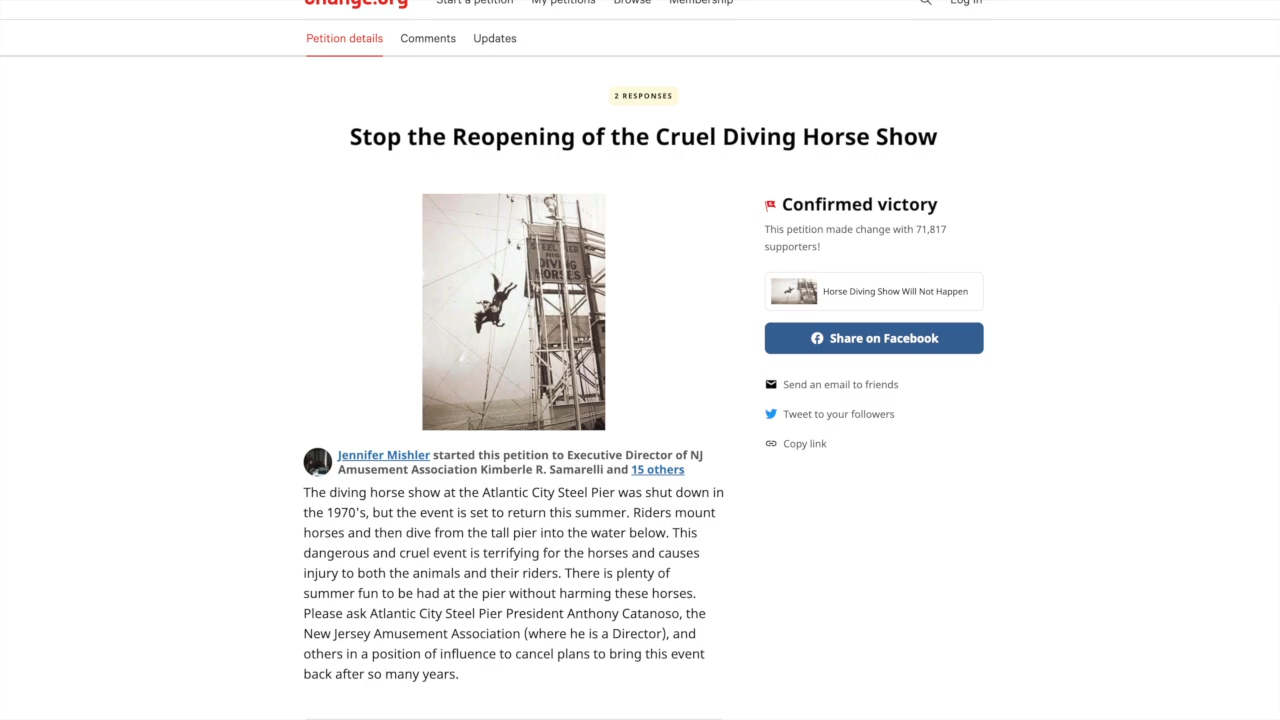 change.org
Start a petition My petitions Browse Membership Log in
Petition details Comments Updates
2 RESPONSES
Stop the Reopening of the Cruel Diving Horse Show
STEEL PIER
DIVING
HORSES
Confirmed victory
This petition made change with 71,817
supporters!
Horse Diving Show Will Not Happen
Share on Facebook
Send an email to friends
Tweet to your followers
Copy link
Jennifer Mishler started this petition to Executive Director of NJ
Amusement Association Kimberle R. Samarelli and 15 others
The diving horse show at the Atlantic City Steel Pier was shut down in
the 1970's, but the event is set to return this summer. Riders mount
horses and then dive from the tall pier into the water below. This
dangerous and cruel event is terrifying for the horses and causes
injury to both the animals and their riders. There is plenty of
summer fun to be had at the pier without harming these horses.
Please ask Atlantic City Steel Pier President Anthony Catanoso, the
New Jersey Amusement Association (where he is a Director), and
others in a position of influence to cancel plans to bring this event
back after so many years.